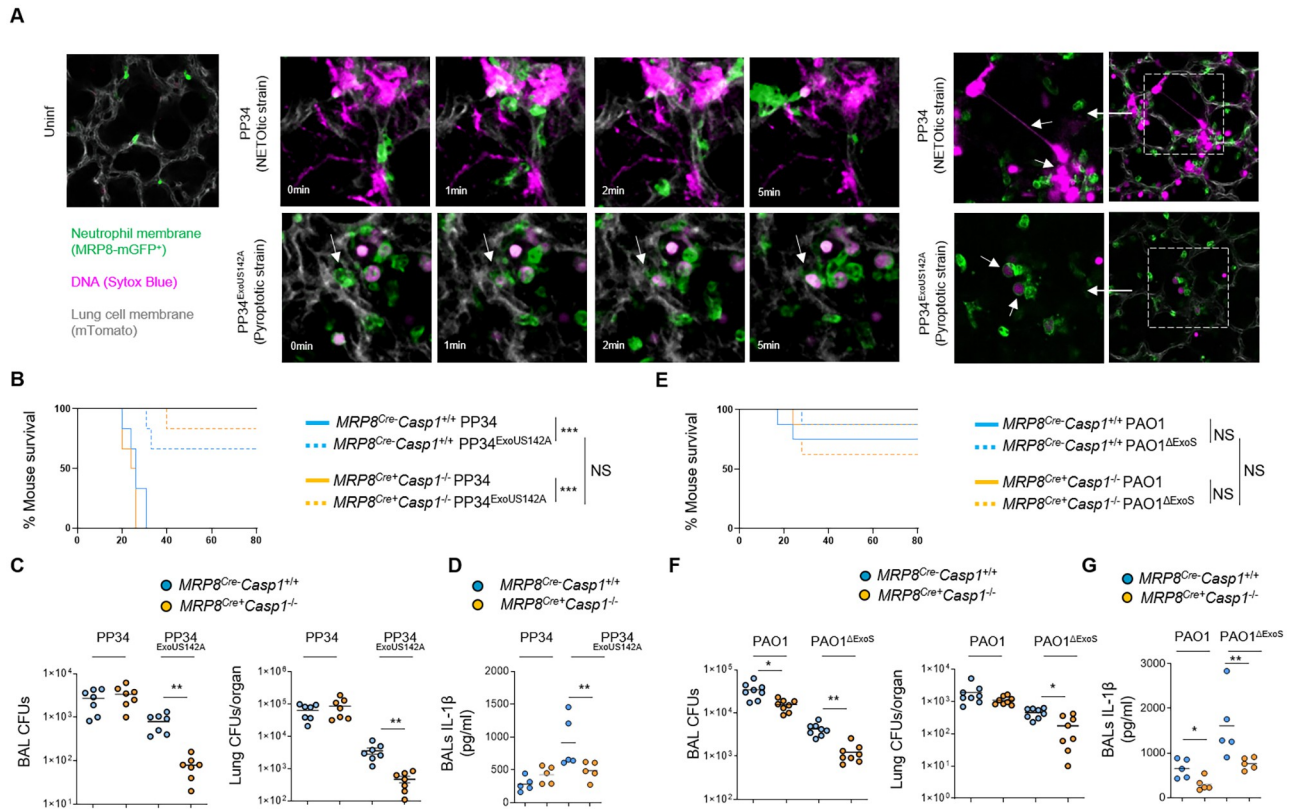 A
Uninf
Neutrophil membrane
(MRP8-mGFP⁺)
DNA (Sytox Blue)
Lung cell membrane
(mTomato)
PP34
(NETOtic strain)
0min
1min
2min
5min
PP34
(NETOtic strain)
PP34ᴱˣᵒᵁˢ¹⁴²ᴬ
(Pyroptotic strain)
0min
1min
2min
5min
PP34ᴱˣᵒᵁˢ¹⁴²ᴬ
(Pyroptotic strain)
B
% Mouse survival
100
50
0
0
20
40
60
80
MRP8ᶜʳᵉ⁻Casp1⁺/⁺ PP34
MRP8ᶜʳᵉ⁻Casp1⁺/⁺ PP34ᴱˣᵒᵁˢ¹⁴²ᴬ
MRP8ᶜʳᵉ⁺Casp1⁻/⁻ PP34
MRP8ᶜʳᵉ⁺Casp1⁻/⁻ PP34ᴱˣᵒᵁˢ¹⁴²ᴬ
***
***
NS
E
% Mouse survival
100
50
0
0
20
40
60
80
MRP8ᶜʳᵉ⁻Casp1⁺/⁺ PAO1
MRP8ᶜʳᵉ⁻Casp1⁺/⁺ PAO1ᐞᴱˣᵒˢ
MRP8ᶜʳᵉ⁺Casp1⁻/⁻ PAO1
MRP8ᶜʳᵉ⁺Casp1⁻/⁻ PAO1ᐞᴱˣᵒˢ
NS
NS
NS
C
MRP8ᶜʳᵉ⁻Casp1⁺/⁺
MRP8ᶜʳᵉ⁺Casp1⁻/⁻
PP34
PP34
ExoUS142A
BAL CFUs
1×10⁴
1×10³
1×10²
1×10¹
**
PP34
PP34
ExoUS142A
Lung CFUs/organ
1×10⁶
1×10⁵
1×10⁴
1×10³
1×10²
**
D
MRP8ᶜʳᵉ⁻Casp1⁺/⁺
MRP8ᶜʳᵉ⁺Casp1⁻/⁻
PP34
PP34
ExoUS142A
BALs IL-1β
(pg/ml)
2000
1500
1000
500
0
**
F
MRP8ᶜʳᵉ⁻Casp1⁺/⁺
MRP8ᶜʳᵉ⁺Casp1⁻/⁻
PAO1
PAO1ᐞᴱˣᵒˢ
BAL CFUs
1×10⁵
1×10⁴
1×10³
1×10²
*
**
PAO1
PAO1ᐞᴱˣᵒˢ
Lung CFUs/organ
1×10⁵
1×10⁴
1×10³
1×10²
1×10¹
1×10⁰
*
G
MRP8ᶜʳᵉ⁻Casp1⁺/⁺
MRP8ᶜʳᵉ⁺Casp1⁻/⁻
PAO1
PAO1ᐞᴱˣᵒˢ
BALs IL-1β
(pg/ml)
3000
2000
1000
0
*
**